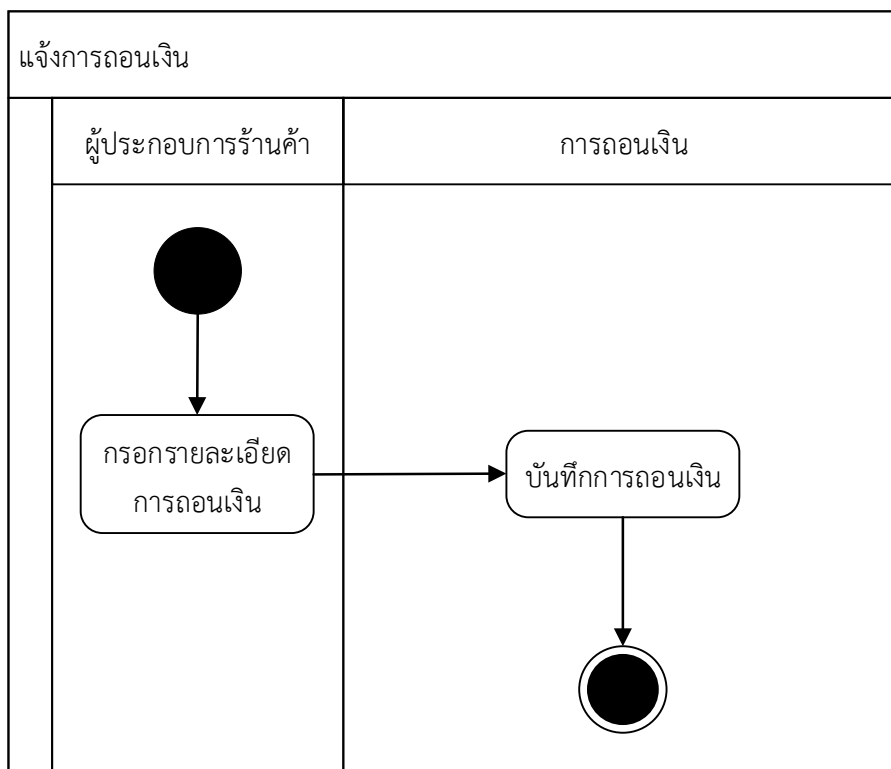 แจ้งการถอนเงิน
ผู้ประกอบการร้านค้า
การถอนเงิน
กรอกรายละเอียด
การถอนเงิน
บันทึกการถอนเงิน